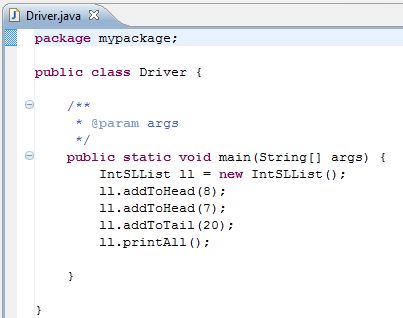 Driver.java
package mypackage;
public class Driver {
/**
* @param args
*/
public static void main(String[] args) {
IntSLList ll = new IntSLList();
ll.addToHead(8);
ll.addToHead(7);
ll.addToTail(20);
ll.printAll();
}
}